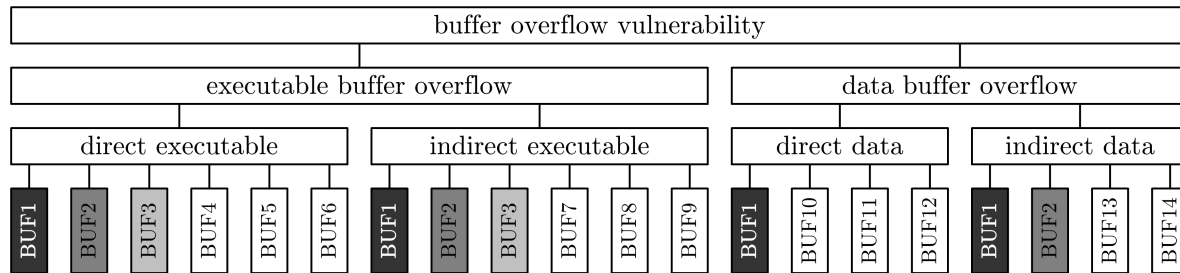 buffer overflow vulnerability
executable buffer overflow
data buffer overflow
direct executable
indirect executable
direct data
indirect data
BUF1
BUF2
BUF3
BUF4
BUF5
BUF6
BUF1
BUF2
BUF3
BUF7
BUF8
BUF9
BUF1
BUF10
BUF11
BUF12
BUF1
BUF2
BUF13
BUF14